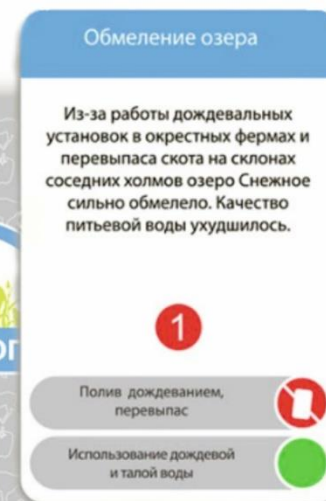 Обмеление озера
Из-за работы дождевальных
установок в окрестных фермах и
перевыпаса скота на склонах
соседних холмов озеро Снежное
сильно обмелело. Качество
питьевой воды ухудшилось.
1
Полив дождеванием,
перевыпас
Использование дождевой
и талой воды